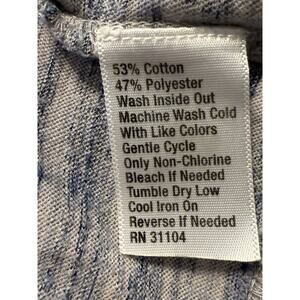 53% Cotton
47% Polyester
Wash Inside Out
Machine Wash Cold
With Like Colors
Gentle Cycle
Only Non-Chlorine
Bleach If Needed
Tumble Dry Low
Cool Iron On
Reverse If Needed
RN 31104